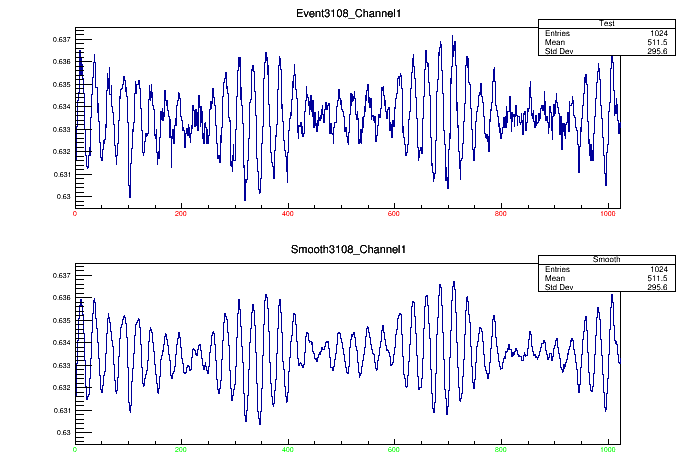 Event3108_Channel1
Test
Entries 1024
Mean 511.5
Std Dev 295.6
0.637
0.636
0.635
0.634
0.633
0.632
0.631
0.63
0 200 400 600 800 1000
Smooth3108_Channel1
Smooth
Entries 1024
Mean 511.5
Std Dev 295.6
0.637
0.636
0.635
0.634
0.633
0.632
0.631
0.63
0 200 400 600 800 1000